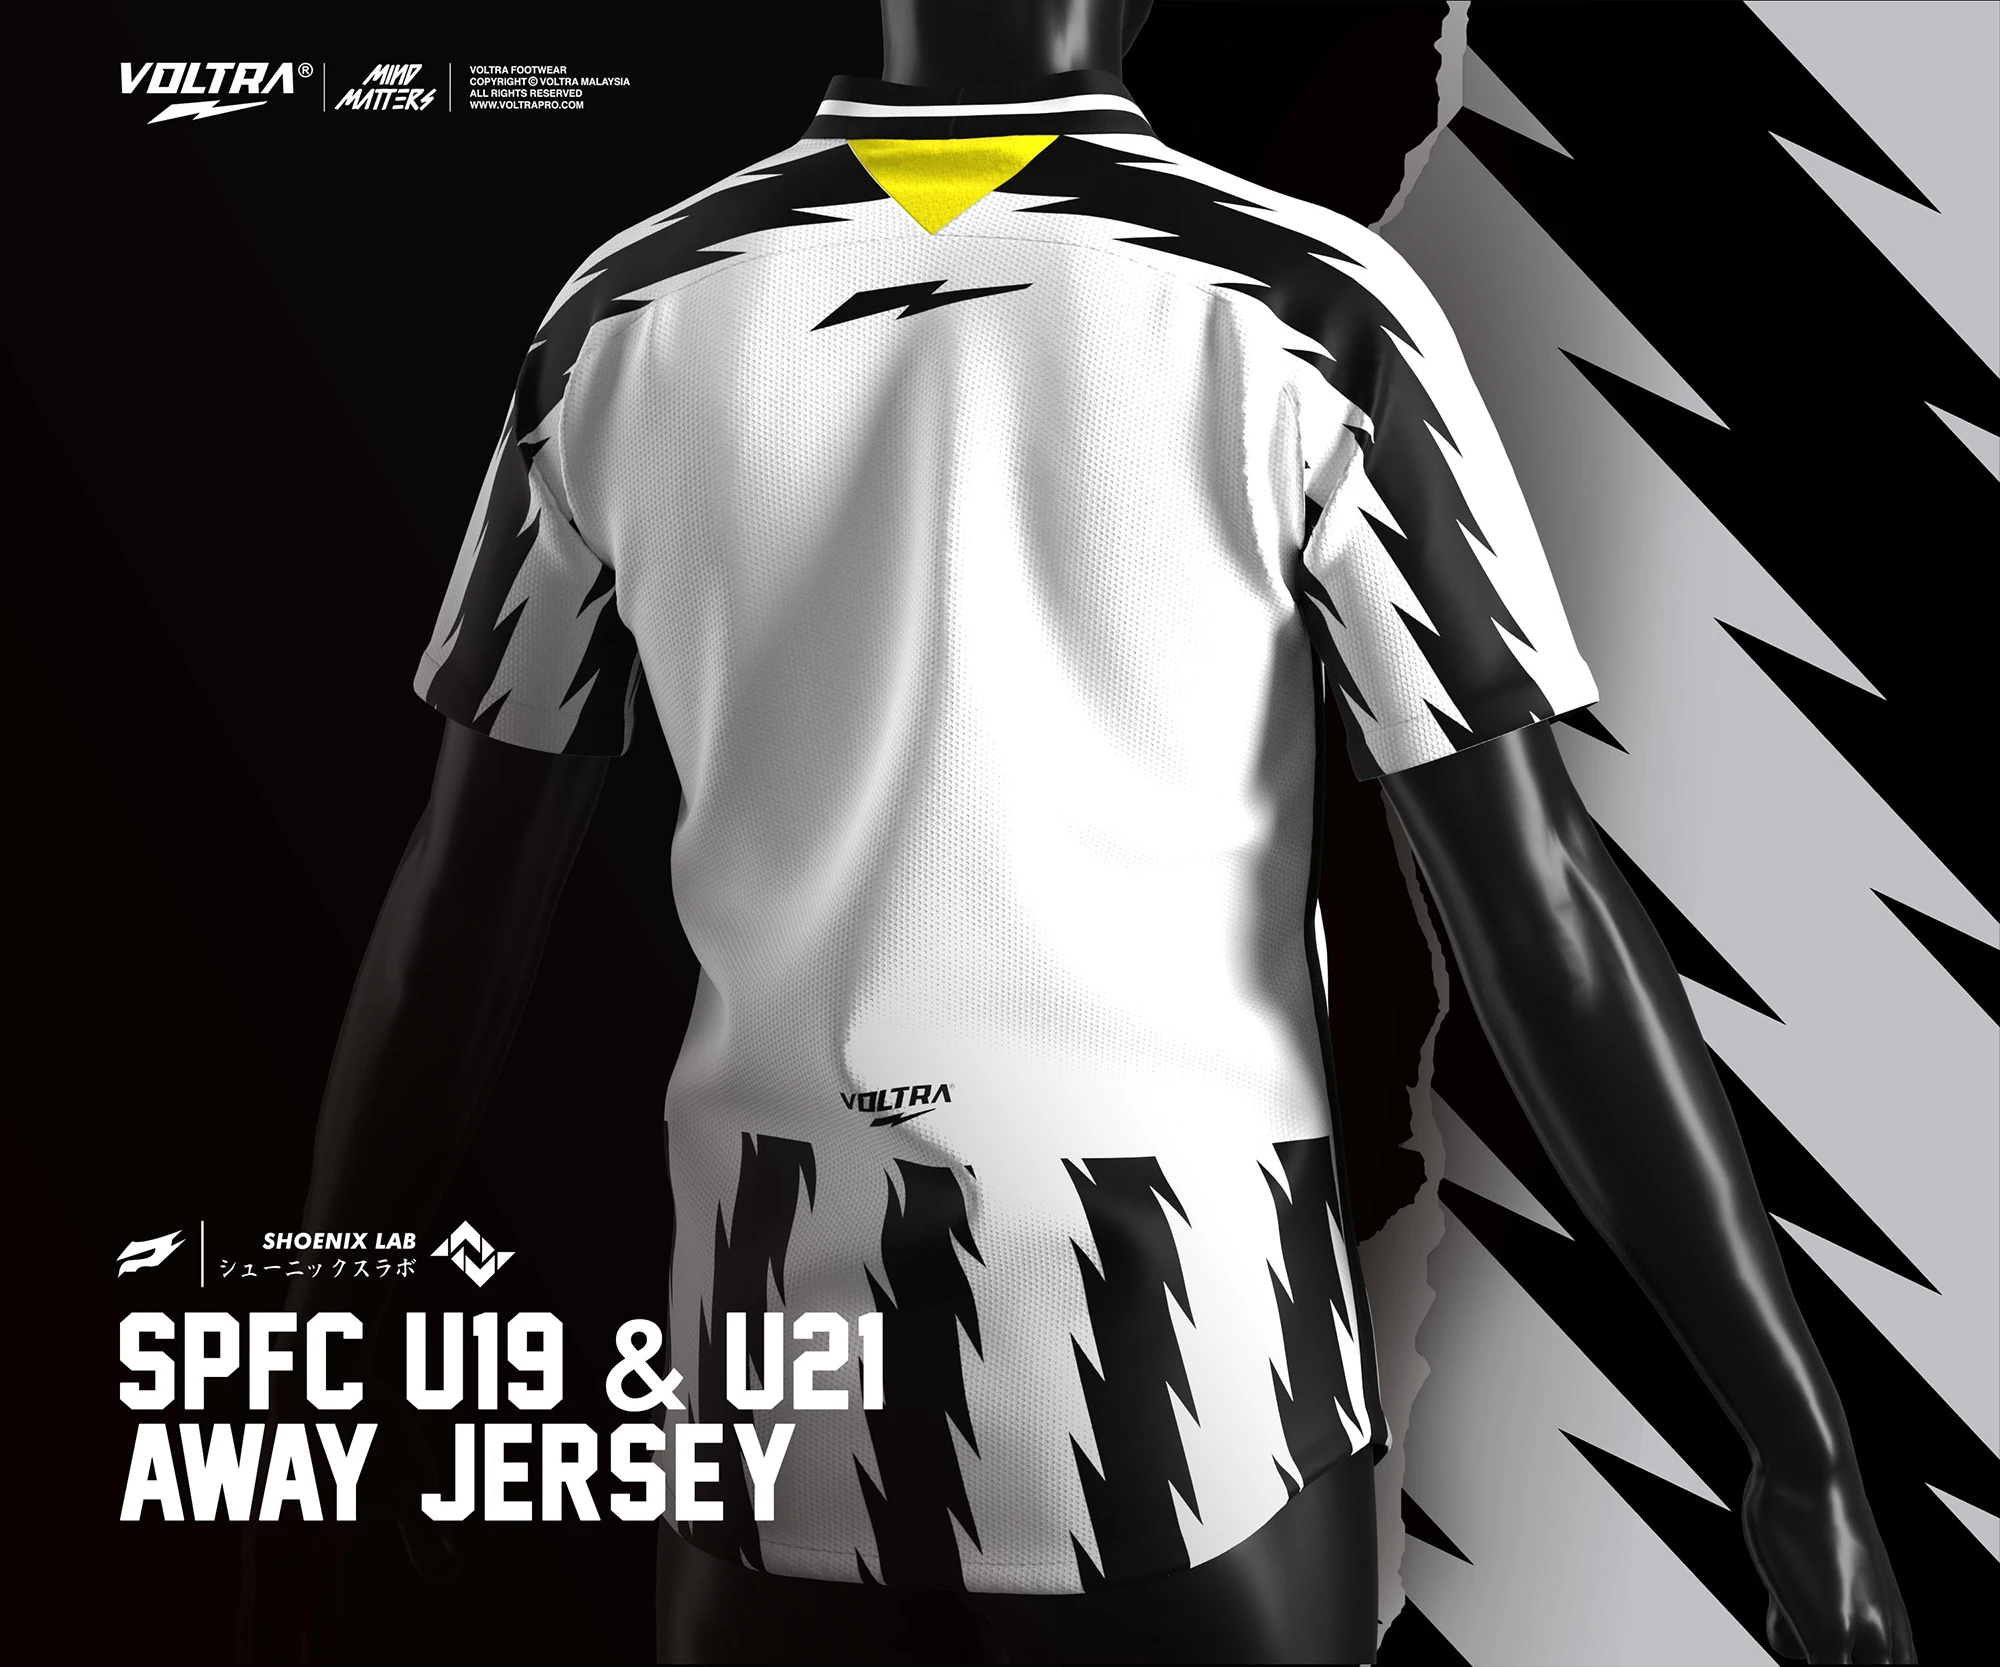 VOLTRA®
MIND
MATTERS
VOLTRA FOOTWEAR
COPYRIGHT © VOLTRA MALAYSIA
ALL RIGHTS RESERVED
WWW.VOLTRAPRO.COM
VOLTRA®
SHOENIX LAB
シューニックスラボ
SPFC U19 & U21
AWAY JERSEY